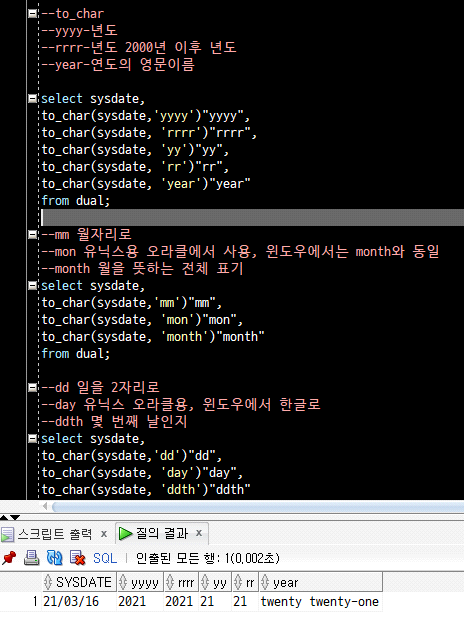 --to_char
--yyyy-년도
--rrrr-년도 2000년 이후 년도
--year-연도의 영문이름
select sysdate,
to_char(sysdate,'yyyy')"yyyy",
to_char(sysdate, 'rrrr')"rrrr",
to_char(sysdate, 'yy')"yy",
to_char(sysdate, 'rr')"rr",
to_char(sysdate, 'year')"year"
from dual;
--mm 월자리로
--mon 유닉스용 오라클에서 사용, 윈도우에서는 month와 동일
--month 월을 뜻하는 전체 표기
select sysdate,
to_char(sysdate,'mm')"mm",
to_char(sysdate, 'mon')"mon",
to_char(sysdate, 'month')"month"
from dual;
--dd 일을 2자리로
--day 유닉스 오라클용, 윈도우에서 한글로
--ddth 몇 번째 날인지
select sysdate,
to_char(sysdate,'dd')"dd",
to_char(sysdate, 'day')"day",
to_char(sysdate, 'ddth')"ddth"
스크립트 출력 x 질의 결과 x
SQL | 인출된 모든 행: 1(0,002초)
SYSDATE yyyy rrrr yy rr year
1 21/03/16 2021 2021 21 21 twenty twenty-one